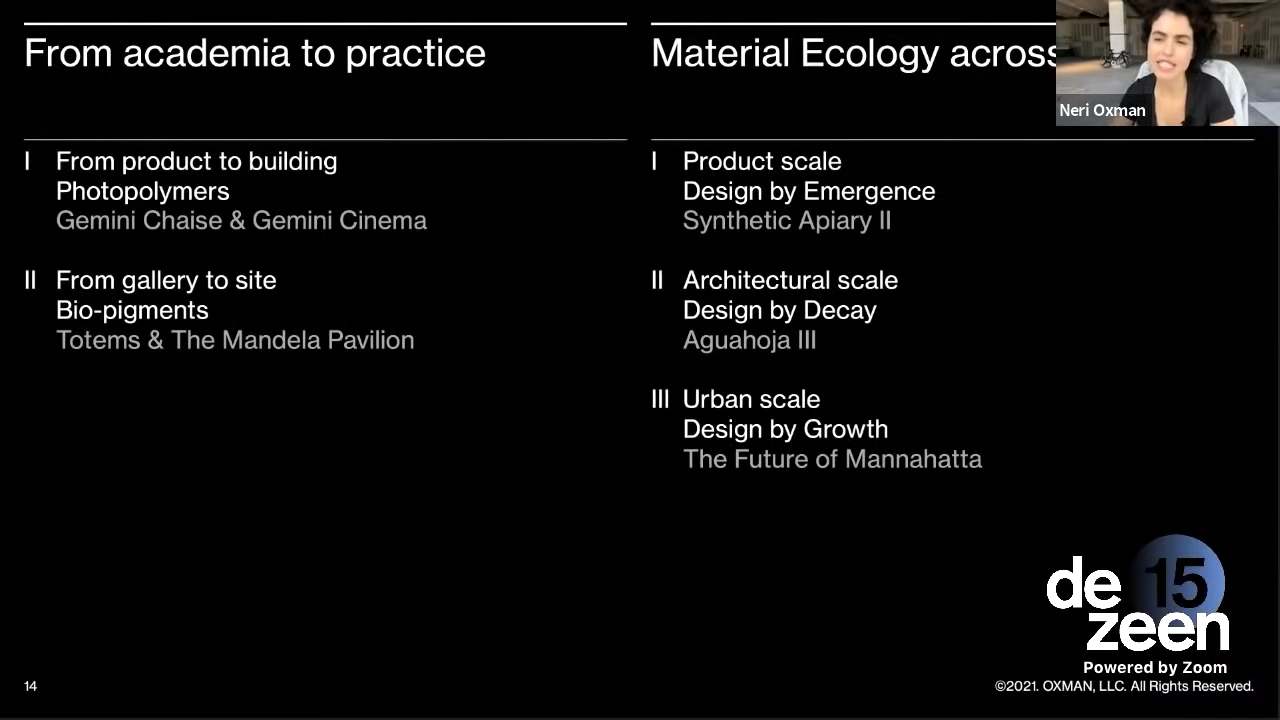 From academia to practice
I From product to building
Photopolymers
Gemini Chaise & Gemini Cinema
II From gallery to site
Bio-pigments
Totems & The Mandela Pavilion
Material Ecology across
I Product scale
Design by Emergence
Synthetic Apiary II
II Architectural scale
Design by Decay
Aguahoja III
III Urban scale
Design by Growth
The Future of Mannahatta
Neri Oxman
de 15
zeen
Powered by Zoom
14
©2021. OXMAN, LLC. All Rights Reserved.